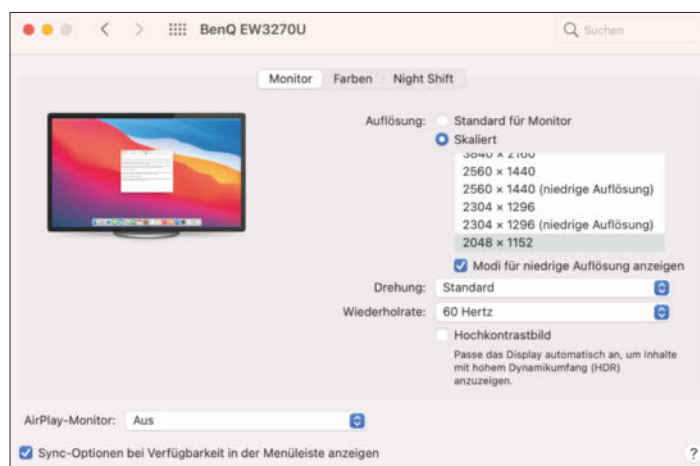 BenQ EW3270U
Suchen
Monitor Farben Night Shift
Auflösung: Standard für Monitor
Skaliert
3840 × 2160
2560 × 1440
2560 × 1440 (niedrige Auflösung)
2304 × 1296
2304 × 1296 (niedrige Auflösung)
2048 × 1152
Modi für niedrige Auflösung anzeigen
Drehung: Standard
Wiederholrate: 60 Hertz
Hochkontrastbild
Passe das Display automatisch an, um Inhalte
mit hohem Dynamikumfang (HDR)
anzuzeigen.
AirPlay-Monitor: Aus
Sync-Optionen bei Verfügbarkeit in der Menüleiste anzeigen
?